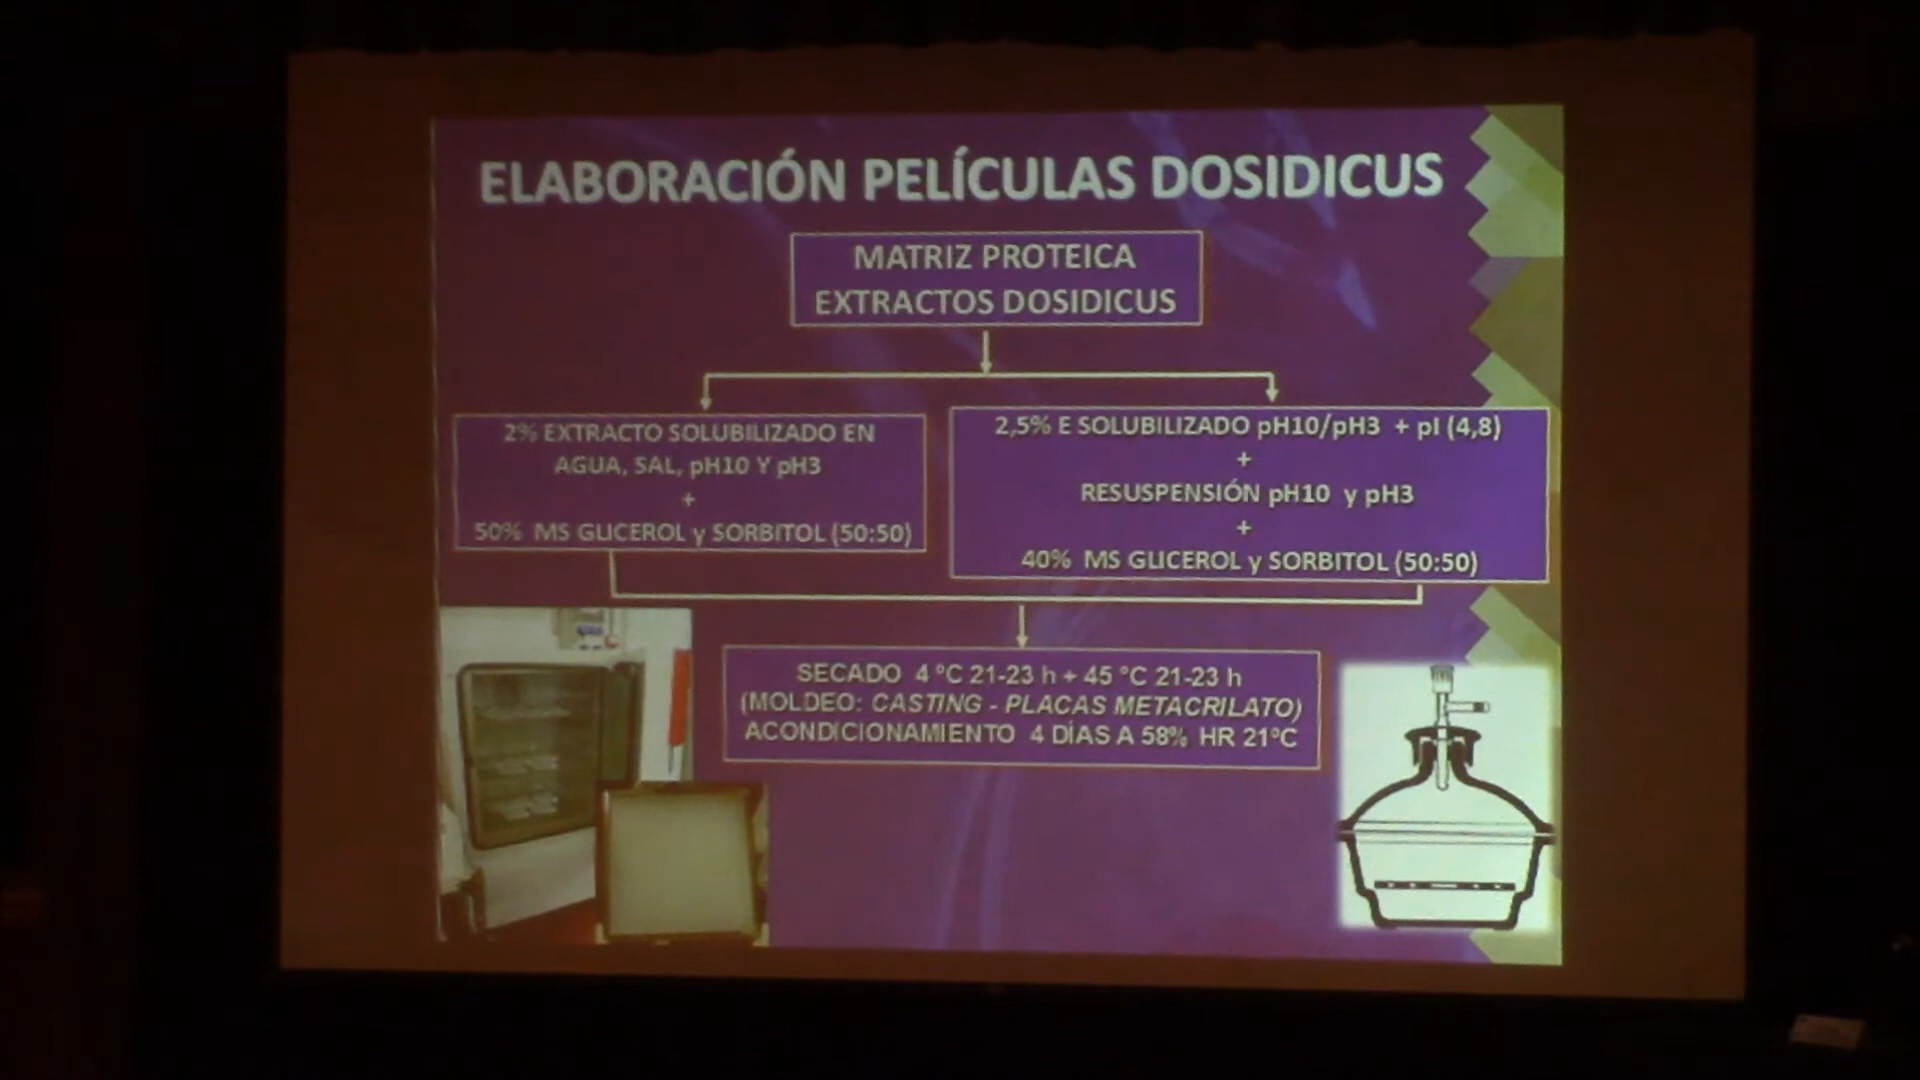 ELABORACIÓN PELÍCULAS DOSIDICUS
MATRIZ PROTEICA
EXTRACTOS DOSIDICUS
2% EXTRACTO SOLUBILIZADO EN
AGUA, SAL, pH10 Y pH3
+
50% MS GLICEROL y SORBITOL (50:50)
2,5% E SOLUBILIZADO pH10/pH3 + pI (4,8)
+
RESUSPENSIÓN pH10 y pH3
+
40% MS GLICEROL y SORBITOL (50:50)
SECADO 4 ºC 21-23 h + 45 °C 21-23 h
(MOLDEO: CASTING - PLACAS METACRILATO)
ACONDICIONAMIENTO 4 DÍAS A 58% HR 21ºC